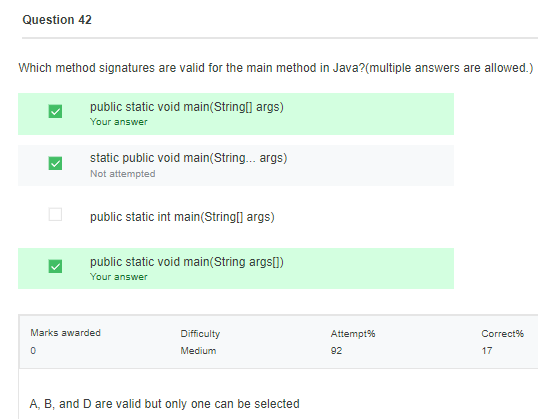 Question 42
Which method signatures are valid for the main method in Java?(multiple answers are allowed.)
public static void main(String[] args)
Your answer
static public void main(String... args)
Not attempted
public static int main(String[] args)
public static void main(String args[])
Your answer
Marks awarded Difficulty Attempt% Correct%
0 Medium 92 17
A, B, and D are valid but only one can be selected